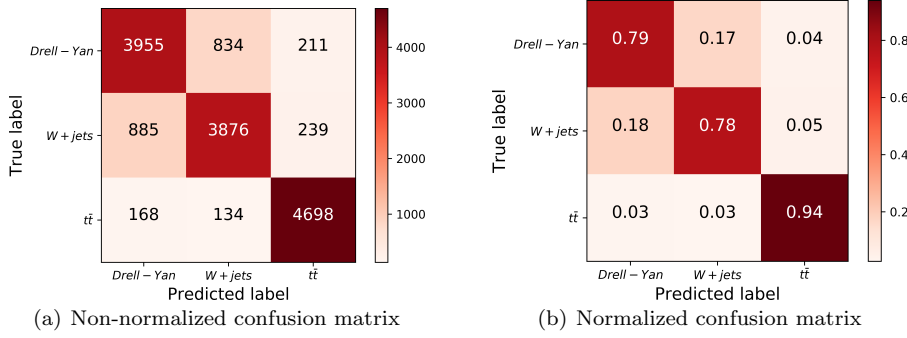 Drell − Yan 3955 834 211
W + jets 885 3876 239
tt̄ 168 134 4698
True label
Drell − Yan W + jets tt̄
Predicted label
4000
3000
2000
1000
(a) Non-normalized confusion matrix
Drell − Yan 0.79 0.17 0.04
W + jets 0.18 0.78 0.05
tt̄ 0.03 0.03 0.94
True label
Drell − Yan W + jets tt̄
Predicted label
0.8
0.6
0.4
0.2
(b) Normalized confusion matrix